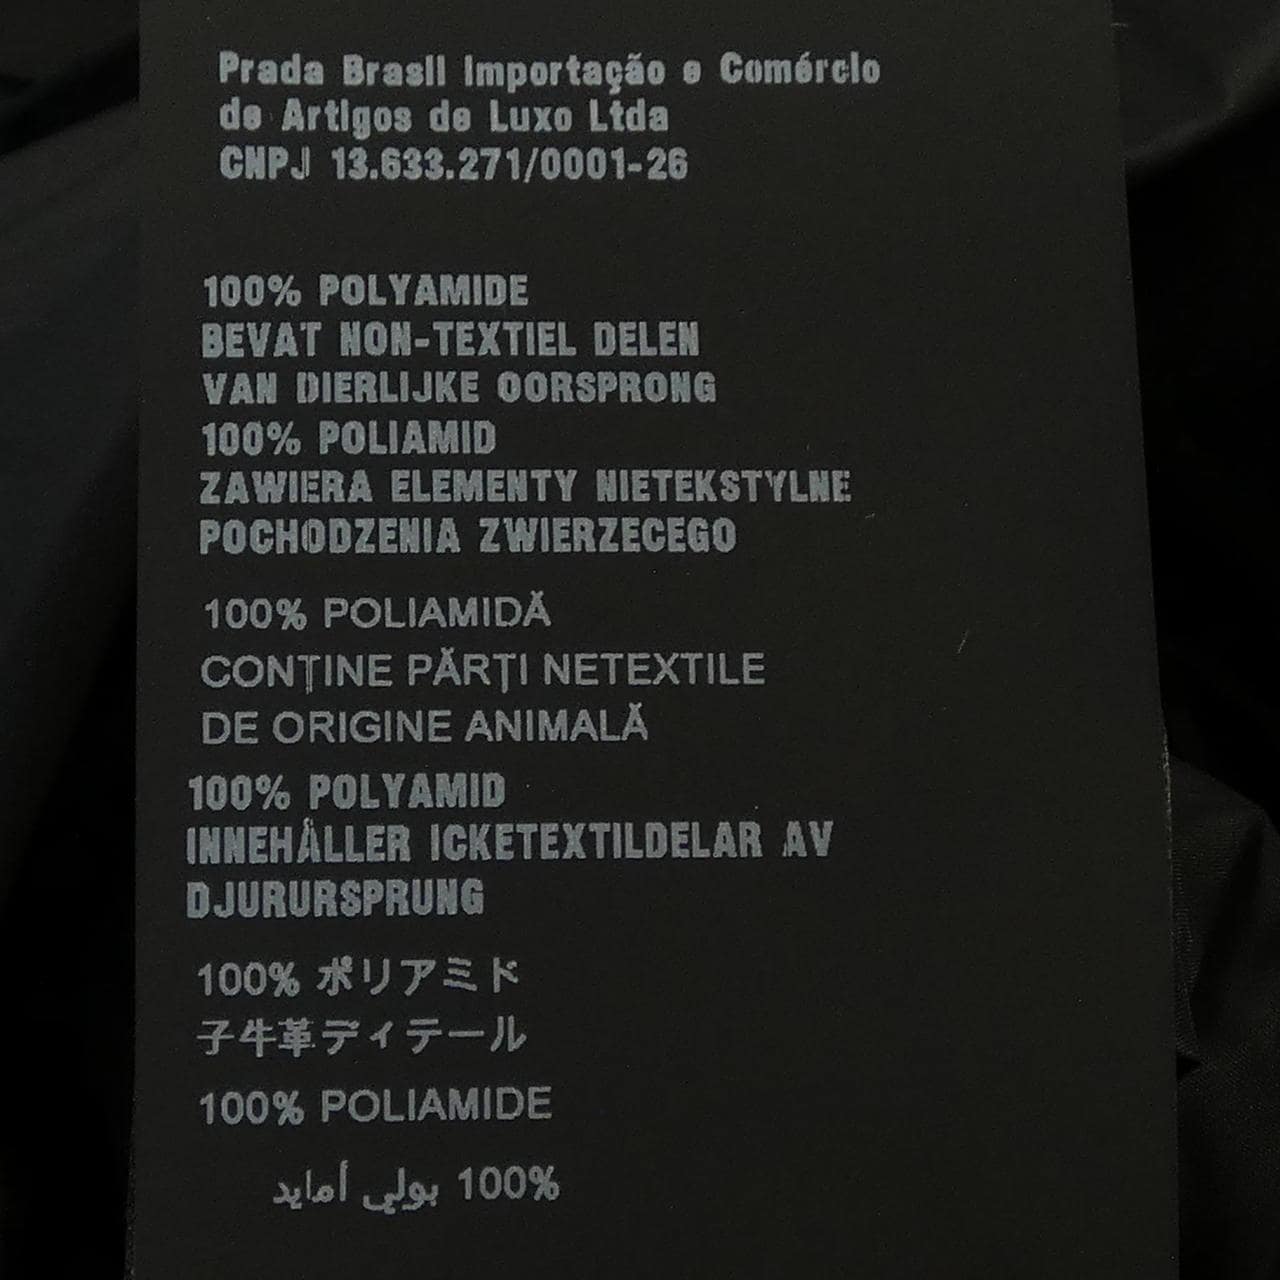 Prada Brasil Importação e Comércio
de Artigos de Luxo Ltda
CNPJ 13.633.271/0001-26
100% POLYAMIDE
BEVAT NON-TEXTIEL DELEN
VAN DIERLIJKE OORSPRONG
100% POLIAMID
ZAWIERA ELEMENTY NIETEKSTYLNE
POCHODZENIA ZWIERZECEGO
100% POLIAMIDĂ
CONȚINE PĂRȚI NETEXTILE
DE ORIGINE ANIMALĂ
100% POLYAMID
INNEHÅLLER ICKETEXTILDELAR AV
DJURURSPRUNG
100% ポリアミド
子牛革ディテール
100% POLIAMIDE
100% بولي أمايد